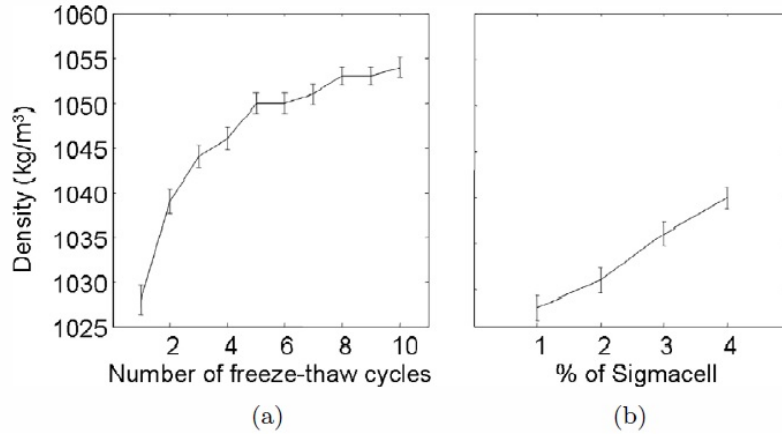 1060
1055
1050
1045
1040
1035
1030
1025
Density (kg/m³)
2 4 6 8 10
Number of freeze-thaw cycles
(a)
1 2 3 4
% of Sigmacell
(b)